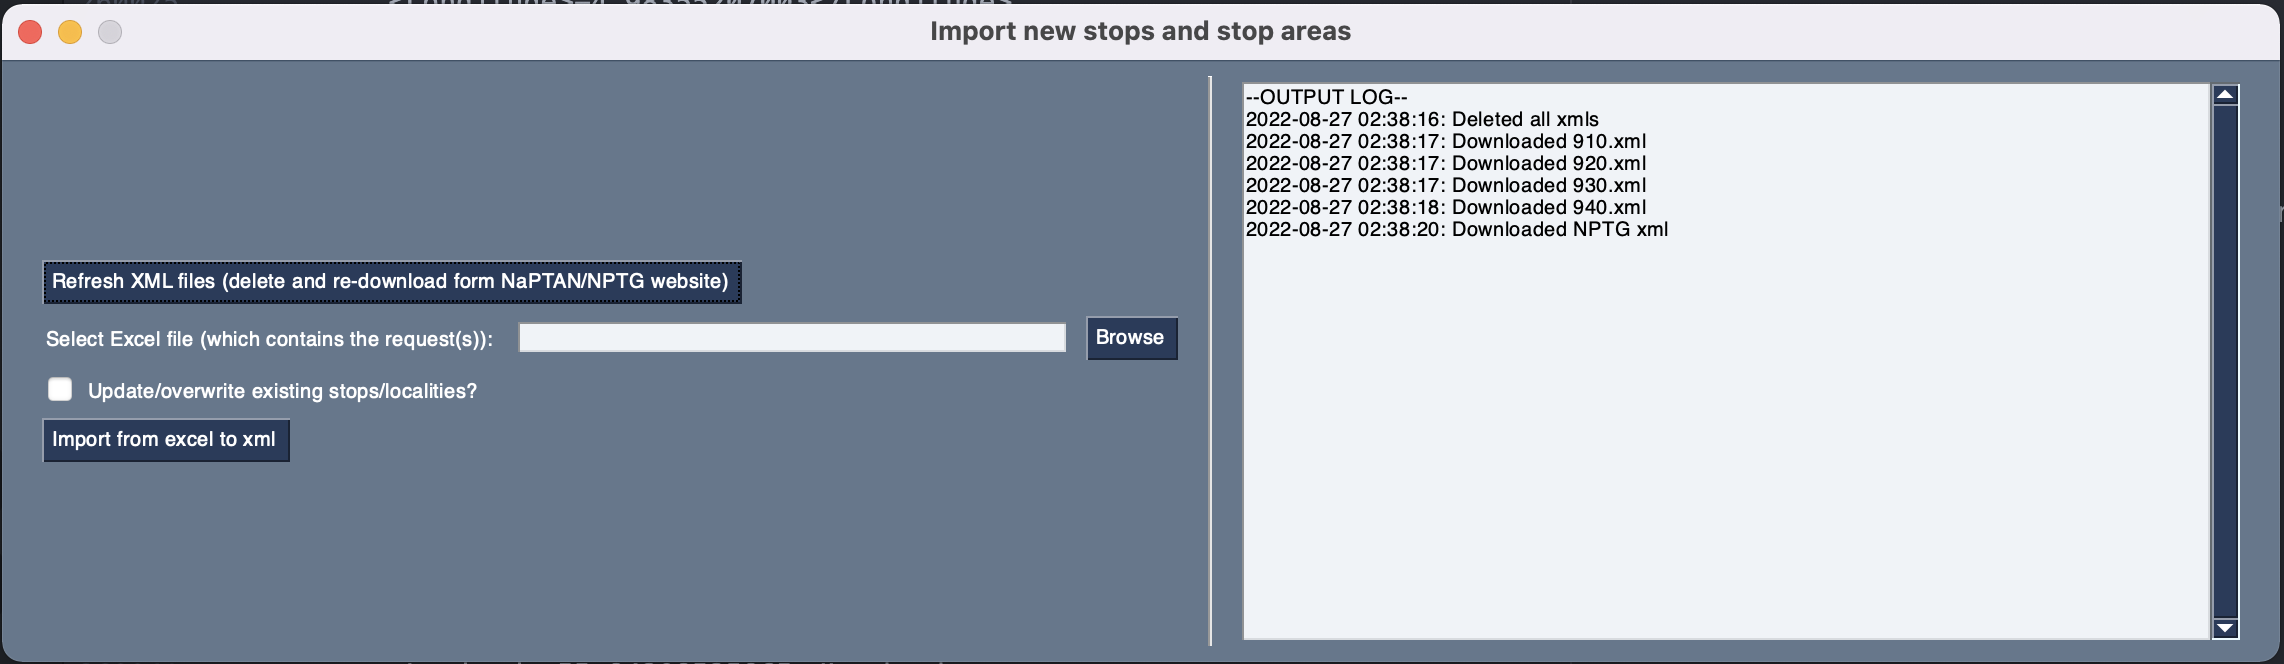 Import new stops and stop areas
Refresh XML files (delete and re-download form NaPTAN/NPTG website)
Select Excel file (which contains the request(s)):
Browse
Update/overwrite existing stops/localities?
Import from excel to xml
--OUTPUT LOG--
2022-08-27 02:38:16: Deleted all xmls
2022-08-27 02:38:17: Downloaded 910.xml
2022-08-27 02:38:17: Downloaded 920.xml
2022-08-27 02:38:17: Downloaded 930.xml
2022-08-27 02:38:18: Downloaded 940.xml
2022-08-27 02:38:20: Downloaded NPTG xml